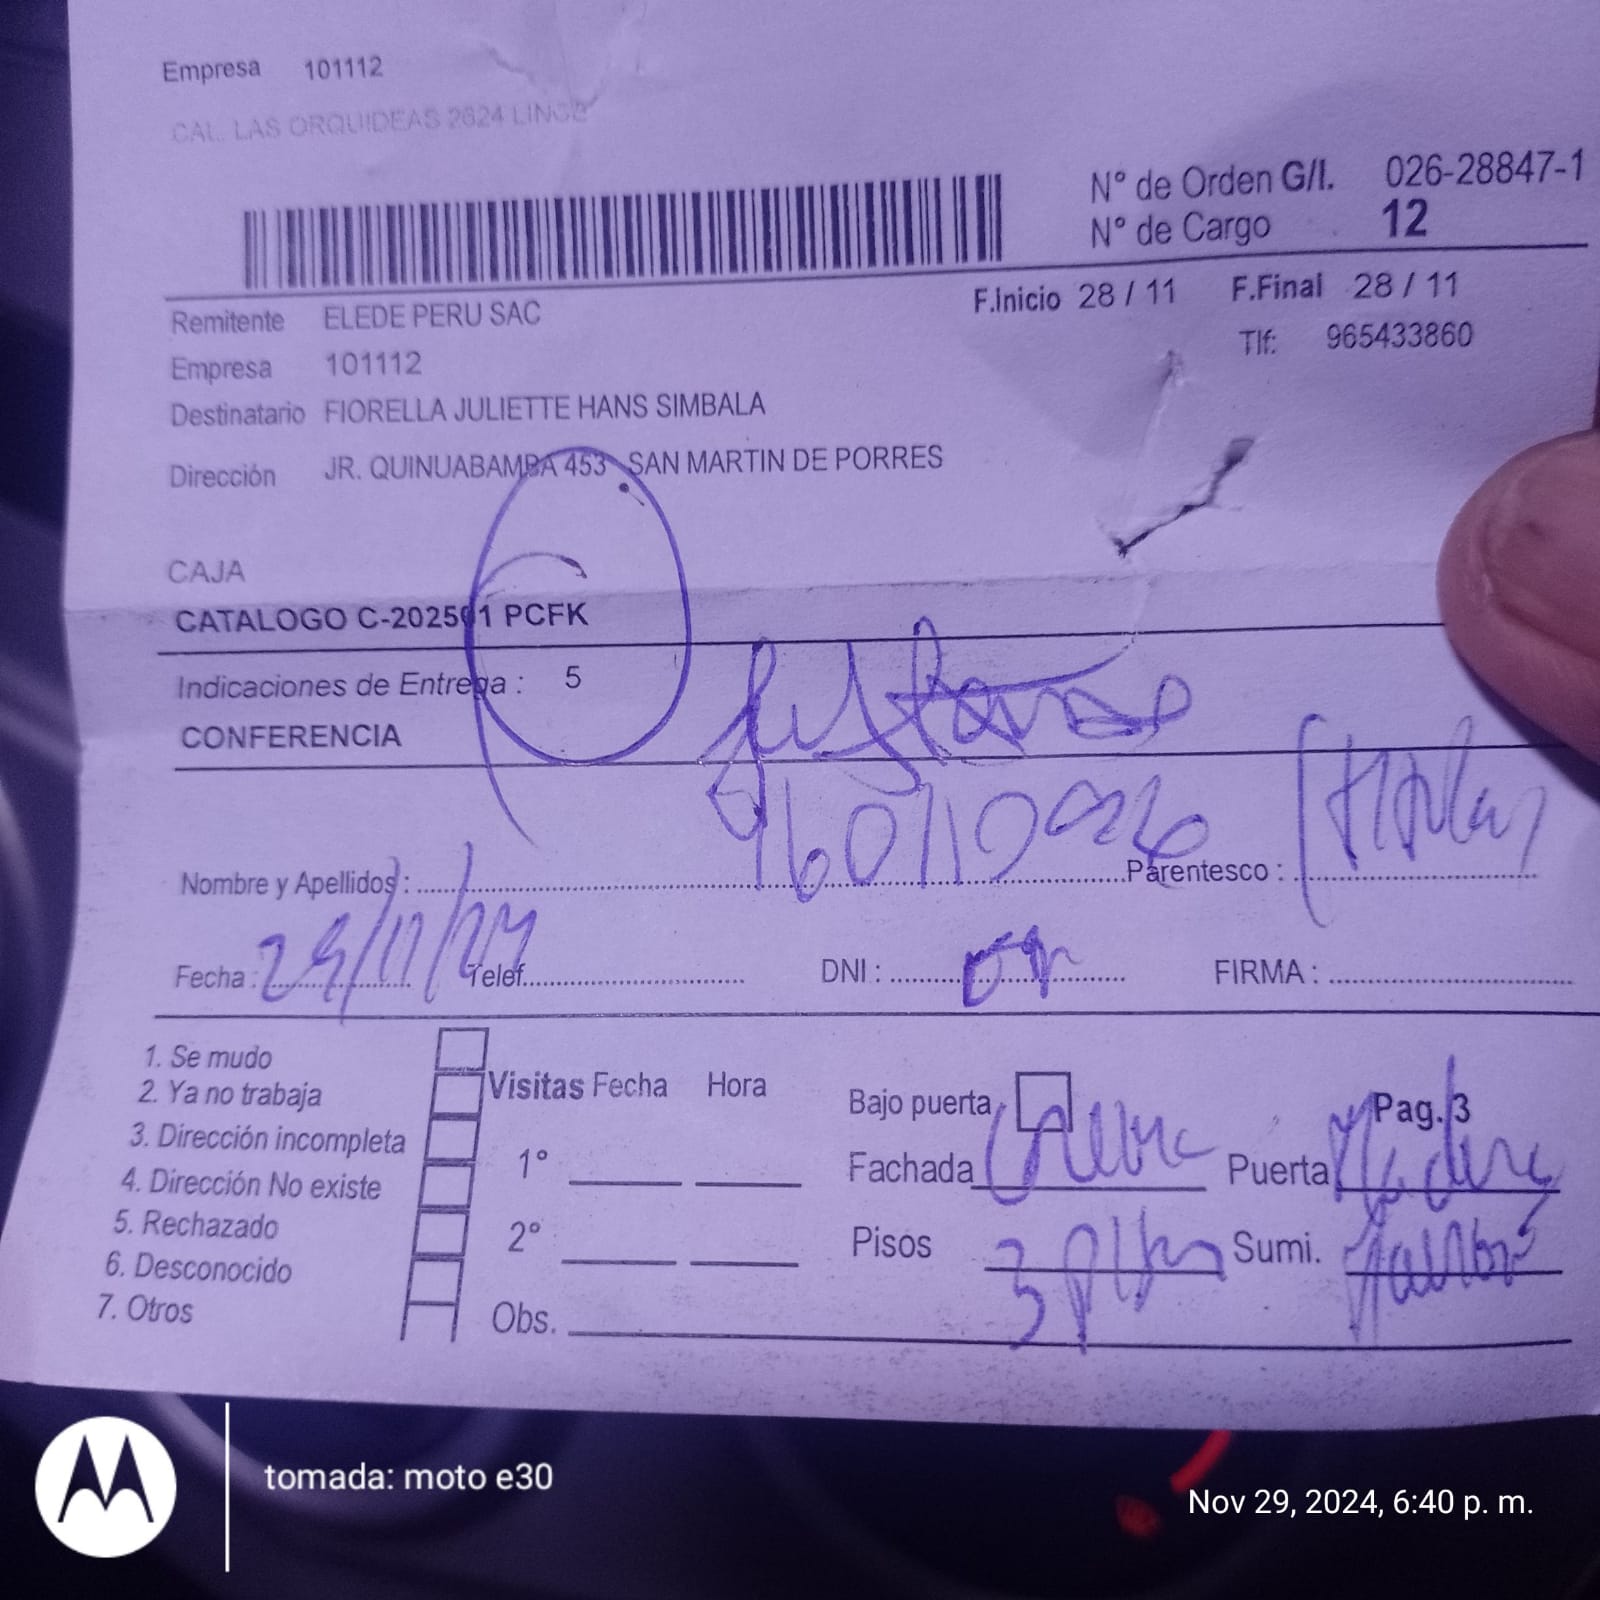 Empresa 101112
CAL. LAS ORQUIDEAS 2624 LINCE
N° de Orden G/I. 026-28847-1
N° de Cargo 12
Remitente ELEDE PERU SAC F.Inicio 28 / 11 F.Final 28 / 11
Empresa 101112 Tlf: 965433860
Destinatario FIORELLA JULIETTE HANS SIMBALA
Dirección JR. QUINUABAMBA 453 SAN MARTIN DE PORRES
CAJA
CATALOGO C-202501 PCFK
Indicaciones de Entrega : 5
CONFERENCIA
Nombre y Apellidos : Parentesco :
Fecha : 29/11/24 Telef. DNI : FIRMA :
1. Se mudo
2. Ya no trabaja
3. Dirección incompleta
4. Dirección No existe
5. Rechazado
6. Desconocido
7. Otros
Visitas Fecha Hora
1°
2°
Obs.
Bajo puerta Pag. 3
Fachada Puerta Madera
Pisos 3 Sumi.
tomada: moto e30
Nov 29, 2024, 6:40 p. m.